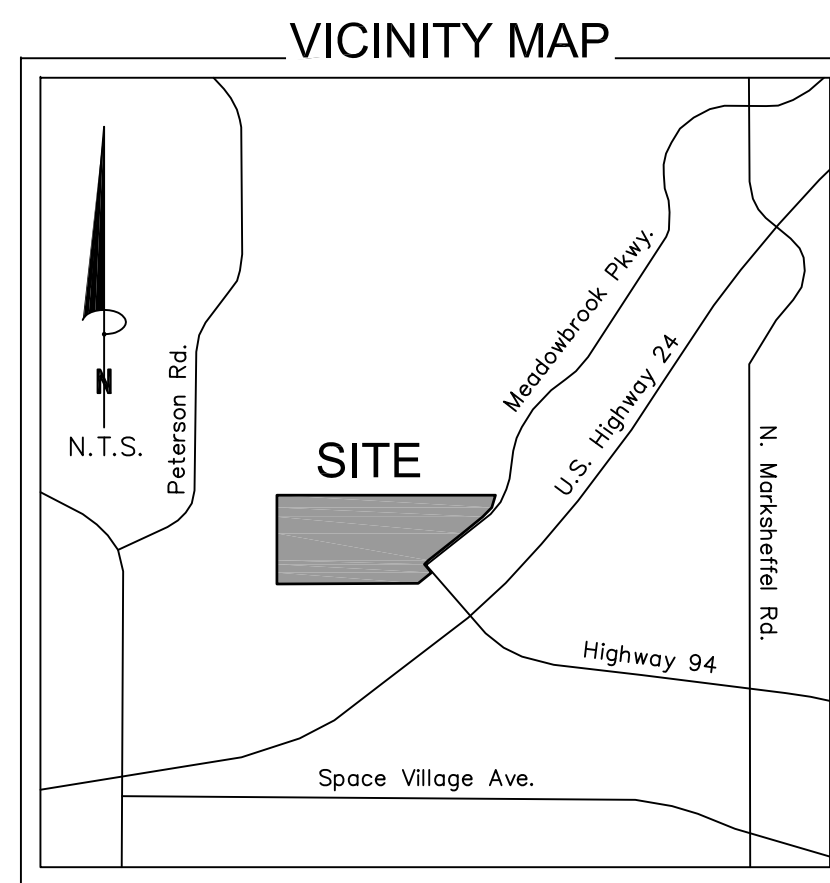 VICINITY MAP
N
N.T.S.
Peterson Rd.
Meadowbrook Pkwy.
U.S. Highway 24
SITE
N. Marksheffel Rd.
Highway 94
Space Village Ave.